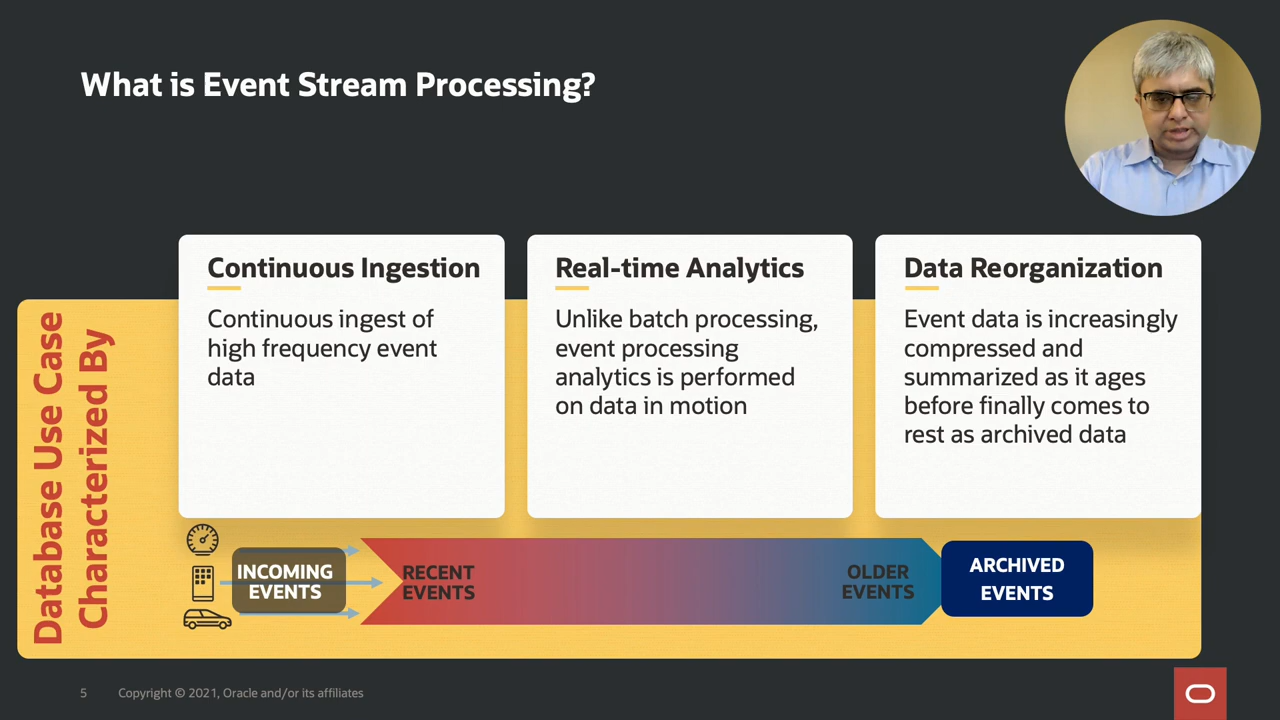 What is Event Stream Processing?
Database Use Case
Characterized By
Continuous Ingestion
Continuous ingest of
high frequency event
data
Real-time Analytics
Unlike batch processing,
event processing
analytics is performed
on data in motion
Data Reorganization
Event data is increasingly
compressed and
summarized as it ages
before finally comes to
rest as archived data
INCOMING
EVENTS
RECENT
EVENTS
OLDER
EVENTS
ARCHIVED
EVENTS
5
Copyright © 2021, Oracle and/or its affiliates